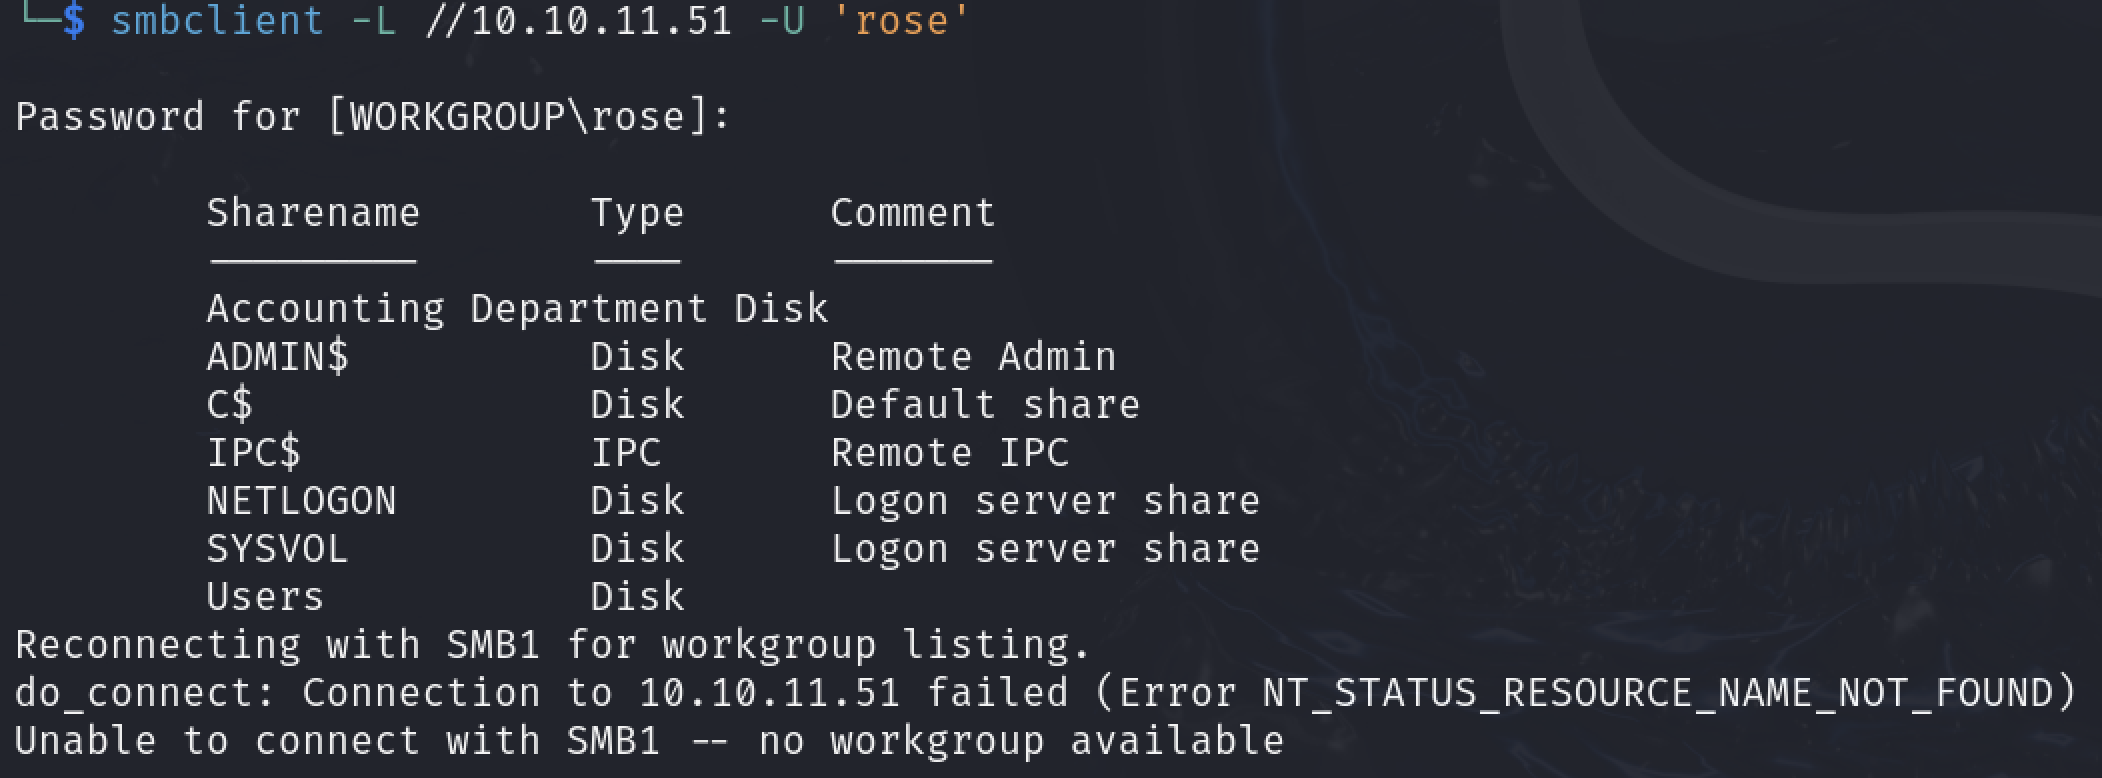 └─$ smbclient -L //10.10.11.51 -U 'rose'
Password for [WORKGROUP\rose]:
Sharename Type Comment
--------- ---- -------
Accounting Department Disk
ADMIN$ Disk Remote Admin
C$ Disk Default share
IPC$ IPC Remote IPC
NETLOGON Disk Logon server share
SYSVOL Disk Logon server share
Users Disk
Reconnecting with SMB1 for workgroup listing.
do_connect: Connection to 10.10.11.51 failed (Error NT_STATUS_RESOURCE_NAME_NOT_FOUND)
Unable to connect with SMB1 -- no workgroup available